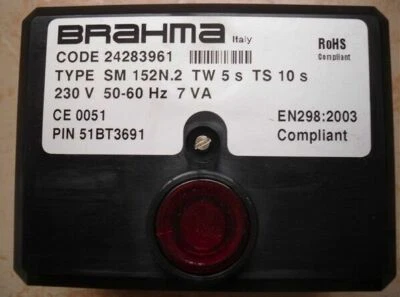 BRAHMA Italy
RoHS
Compliant
CODE 24283961
TYPE SM 152N.2 TW 5 s TS 10 s
230 V 50-60 Hz 7 VA
CE 0051 EN298:2003
PIN 51BT3691 Compliant